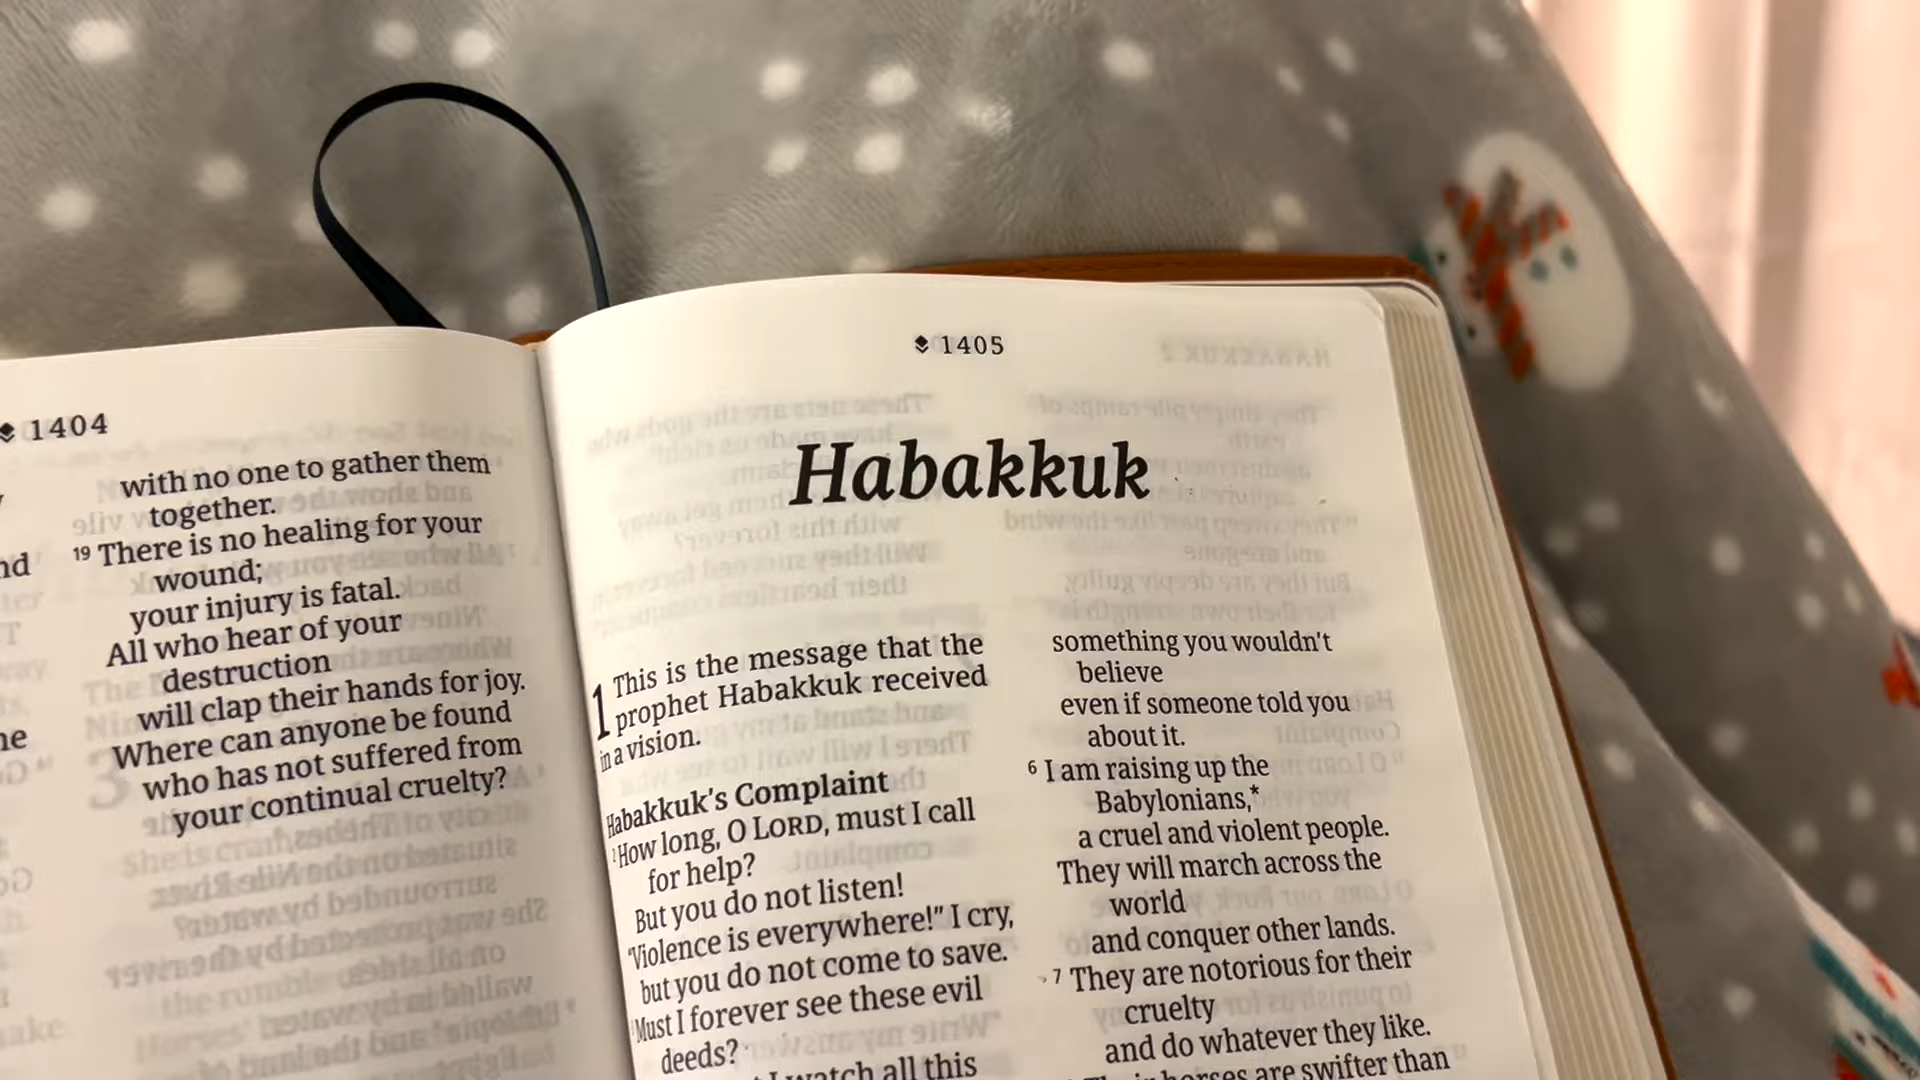 1404
with no one to gather them
together.
19 There is no healing for your
wound;
your injury is fatal.
All who hear of your
destruction
will clap their hands for joy.
Where can anyone be found
who has not suffered from
your continual cruelty?
1405
Habakkuk
1 This is the message that the
prophet Habakkuk received
in a vision.
Habakkuk's Complaint
2 How long, O LORD, must I call
for help?
But you do not listen!
"Violence is everywhere!" I cry,
but you do not come to save.
Must I forever see these evil
deeds?
I watch all this
something you wouldn't
believe
even if someone told you
about it.
6 I am raising up the
Babylonians,*
a cruel and violent people.
They will march across the
world
and conquer other lands.
7 They are notorious for their
cruelty
and do whatever they like.
horses are swifter than